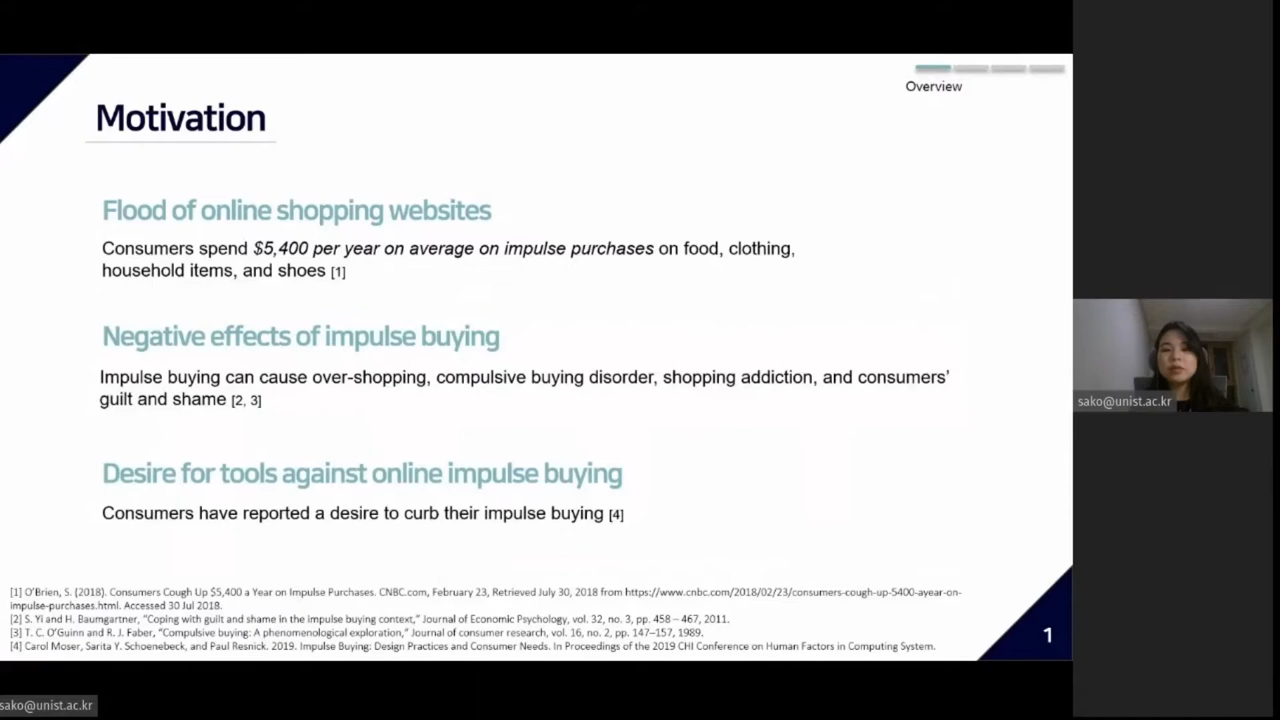 Overview
Motivation
Flood of online shopping websites
Consumers spend $5,400 per year on average on impulse purchases on food, clothing,
household items, and shoes [1]
Negative effects of impulse buying
Impulse buying can cause over-shopping, compulsive buying disorder, shopping addiction, and consumers’
guilt and shame [2, 3]
Desire for tools against online impulse buying
Consumers have reported a desire to curb their impulse buying [4]
[1] O’Brien, S. (2018). Consumers Cough Up $5,400 a Year on Impulse Purchases. CNBC.com, February 23, Retrieved July 30, 2018 from https://www.cnbc.com/2018/02/23/consumers-cough-up-5400-ayear-on-
impulse-purchases.html. Accessed 30 Jul 2018.
[2] S. Yi and H. Baumgartner, “Coping with guilt and shame in the impulse buying context,” Journal of Economic Psychology, vol. 32, no. 3, pp. 458 – 467, 2011.
[3] T. C. O’Guinn and R. J. Faber, “Compulsive buying: A phenomenological exploration,” Journal of consumer research, vol. 16, no. 2, pp. 147–157, 1989.
[4] Carol Moser, Sarita Y. Schoenebeck, and Paul Resnick. 2019. Impulse Buying: Design Practices and Consumer Needs. In Proceedings of the 2019 CHI Conference on Human Factors in Computing System.
1
sako@unist.ac.kr
sako@unist.ac.kr